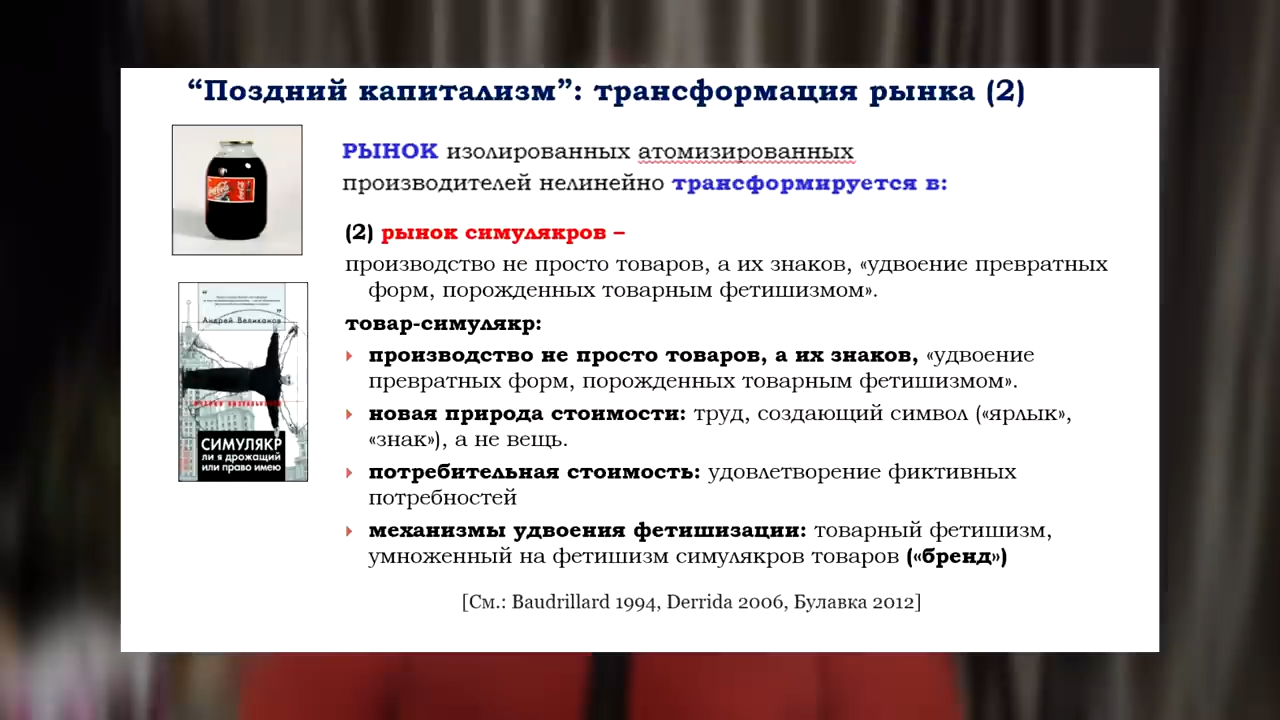 “Поздний капитализм”: трансформация рынка (2)
РЫНОК изолированных атомизированных
производителей нелинейно трансформируется в:
(2) рынок симулякров –
производство не просто товаров, а их знаков, «удвоение превратных
форм, порожденных товарным фетишизмом».
товар-симулякр:
производство не просто товаров, а их знаков, «удвоение
превратных форм, порожденных товарным фетишизмом».
новая природа стоимости: труд, создающий символ («ярлык»,
«знак»), а не вещь.
потребительная стоимость: удовлетворение фиктивных
потребностей
механизмы удвоения фетишизации: товарный фетишизм,
умноженный на фетишизм симулякров товаров («бренд»)
[См.: Baudrillard 1994, Derrida 2006, Булавка 2012]
Андрей Великанов
СИМУЛЯКР
ли я дрожащий
или право имею